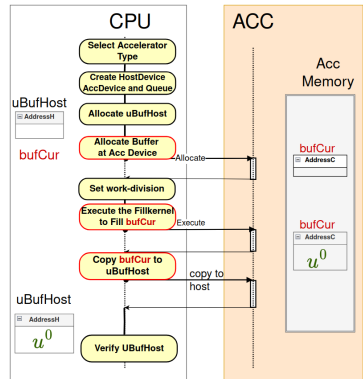 CPU
ACC
Select Accelerator
Type
Create HostDevice
AccDevice and Queue
Allocate uBufHost
Allocate Buffer
at Acc Device
Allocate
Set work-division
Execute the Fillkernel
to Fill bufCur
Execute
Copy bufCur to
uBufHost
copy to
host
Verify UBufHost
uBufHost
AddressH
bufCur
uBufHost
AddressH
u⁰
Acc
Memory
bufCur
AddressC
bufCur
AddressC
u⁰